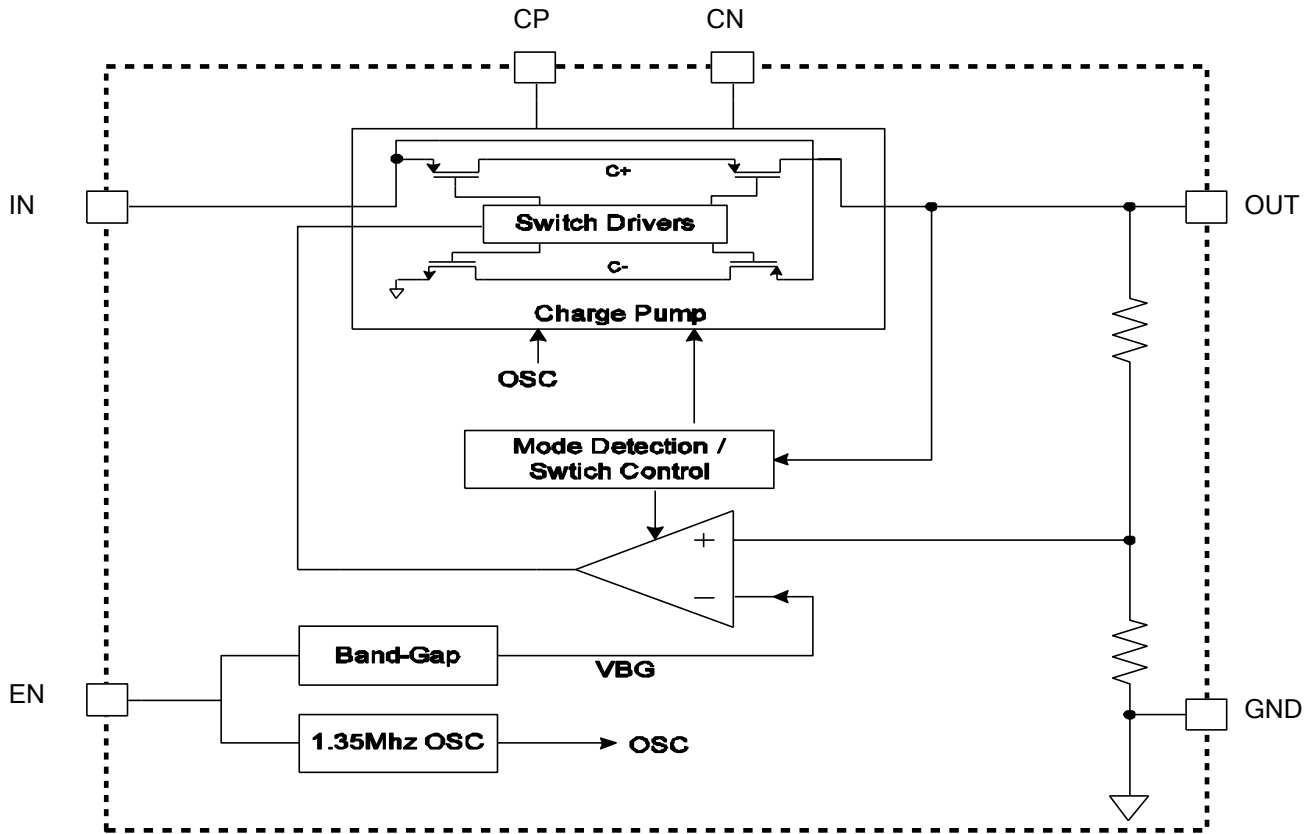 CP
CN
IN
C+
Switch Drivers
OUT
C-
Charge Pump
OSC
Mode Detection /
Swtich Control
+
−
Band-Gap
VBG
EN
GND
1.35Mhz OSC
OSC